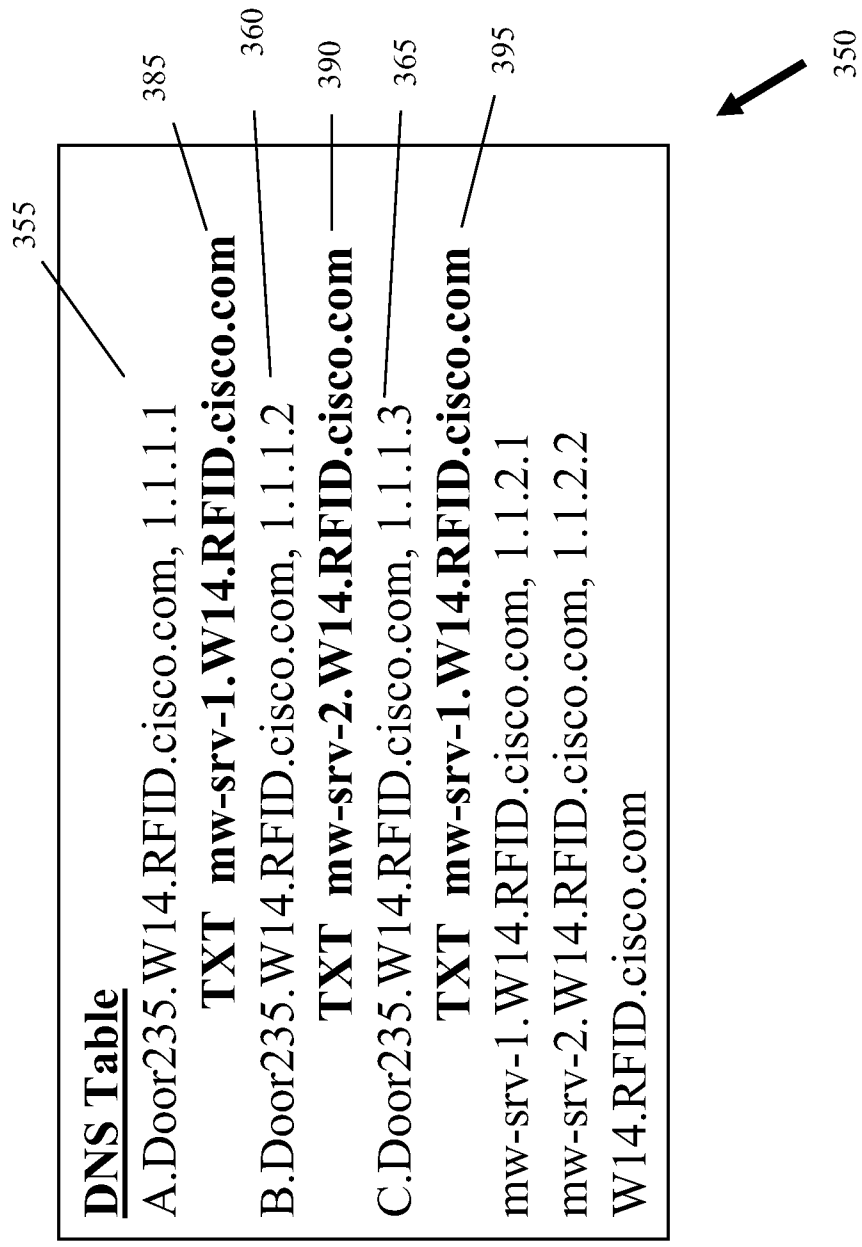 DNS Table
A.Door235.W14.RFID.cisco.com, 1.1.1.1
TXT mw-srv-1.W14.RFID.cisco.com
B.Door235.W14.RFID.cisco.com, 1.1.1.2
TXT mw-srv-2.W14.RFID.cisco.com
C.Door235.W14.RFID.cisco.com, 1.1.1.3
TXT mw-srv-1.W14.RFID.cisco.com
mw-srv-1.W14.RFID.cisco.com, 1.1.2.1
mw-srv-2.W14.RFID.cisco.com, 1.1.2.2
W14.RFID.cisco.com
355
385
360
390
365
395
350